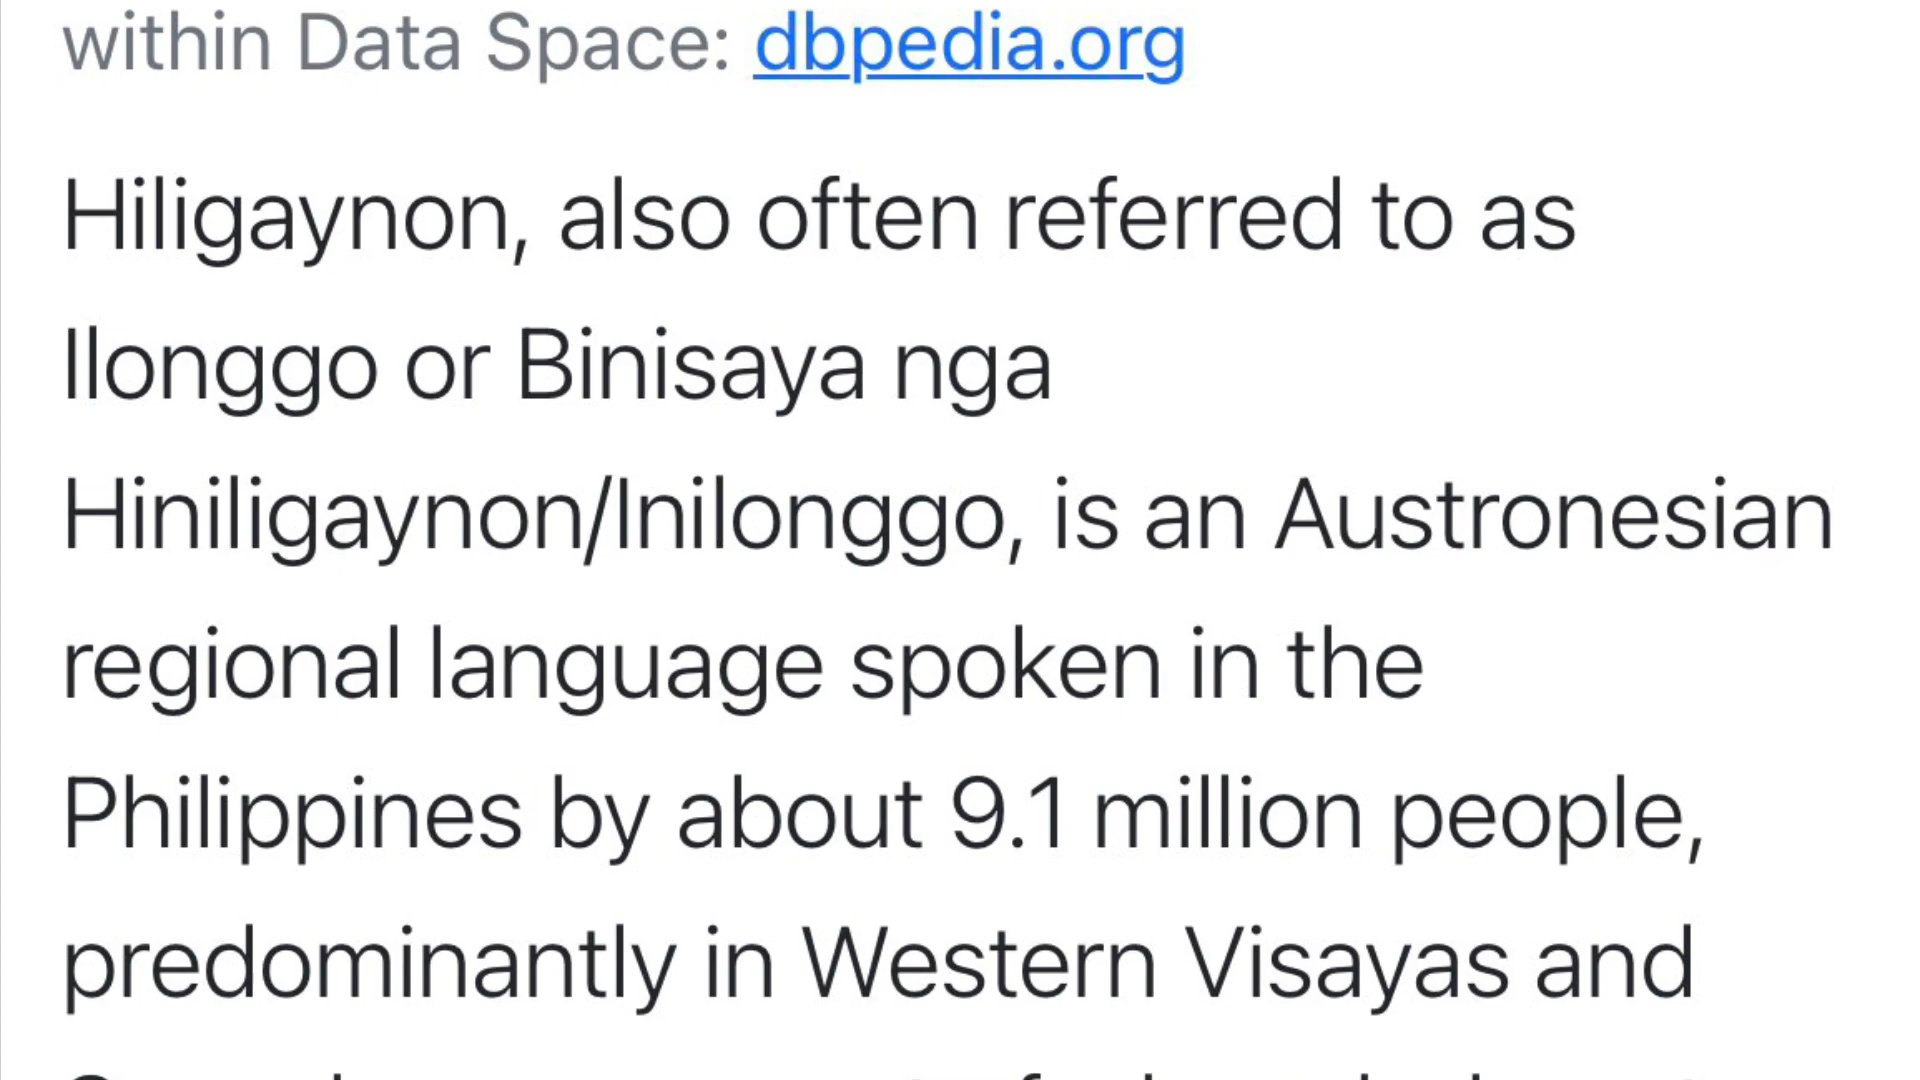 within Data Space: dbpedia.org
Hiligaynon, also often referred to as
Ilonggo or Binisaya nga
Hiniligaynon/Inilonggo, is an Austronesian
regional language spoken in the
Philippines by about 9.1 million people,
predominantly in Western Visayas and